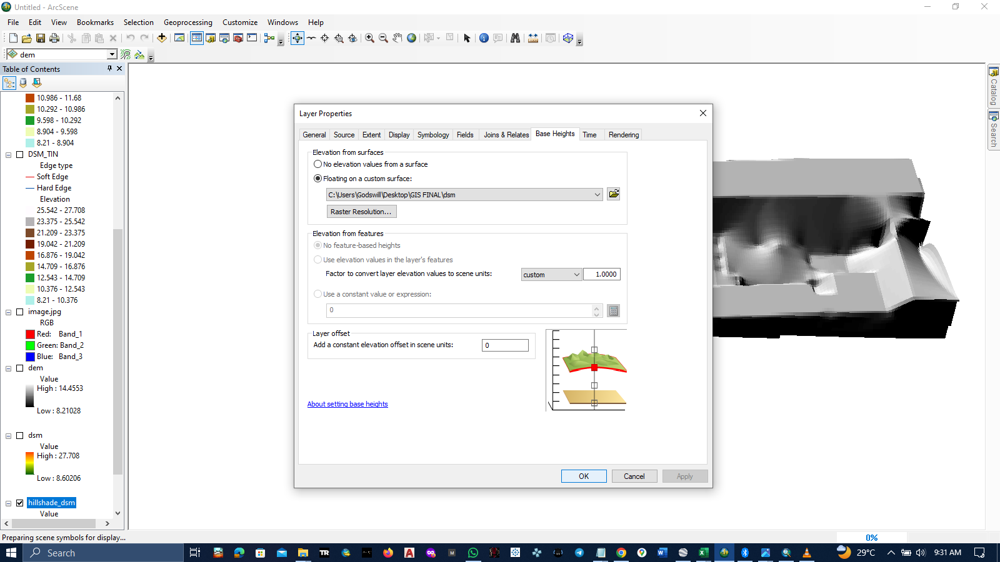 Untitled - ArcScene
File Edit View Bookmarks Selection Geoprocessing Customize Windows Help
dem
Table of Contents
10.986 - 11.68
10.292 - 10.986
9.598 - 10.292
8.904 - 9.598
8.21 - 8.904
DSM_TIN
Edge type
Soft Edge
Hard Edge
Elevation
25.542 - 27.708
23.375 - 25.542
21.209 - 23.375
19.042 - 21.209
16.876 - 19.042
14.709 - 16.876
12.543 - 14.709
10.376 - 12.543
8.21 - 10.376
image.jpg
RGB
Red: Band_1
Green: Band_2
Blue: Band_3
dem
Value
High : 14.4553
Low : 8.21028
dsm
Value
High : 27.708
Low : 8.60206
hillshade_dsm
Value
Layer Properties
General Source Extent Display Symbology Fields Joins & Relates Base Heights Time Rendering
Elevation from surfaces
No elevation values from a surface
Floating on a custom surface:
C:\Users\Godswill\Desktop\GIS FINAL\dsm
Raster Resolution...
Elevation from features
No feature-based heights
Use elevation values in the layer's features
Factor to convert layer elevation values to scene units: custom 1.0000
Use a constant value or expression:
0
Layer offset
Add a constant elevation offset in scene units: 0
About setting base heights
OK Cancel Apply
Catalog
Search
Preparing scene symbols for display...
0%
Search
TR
A
M
W
X
29°C
9:31 AM